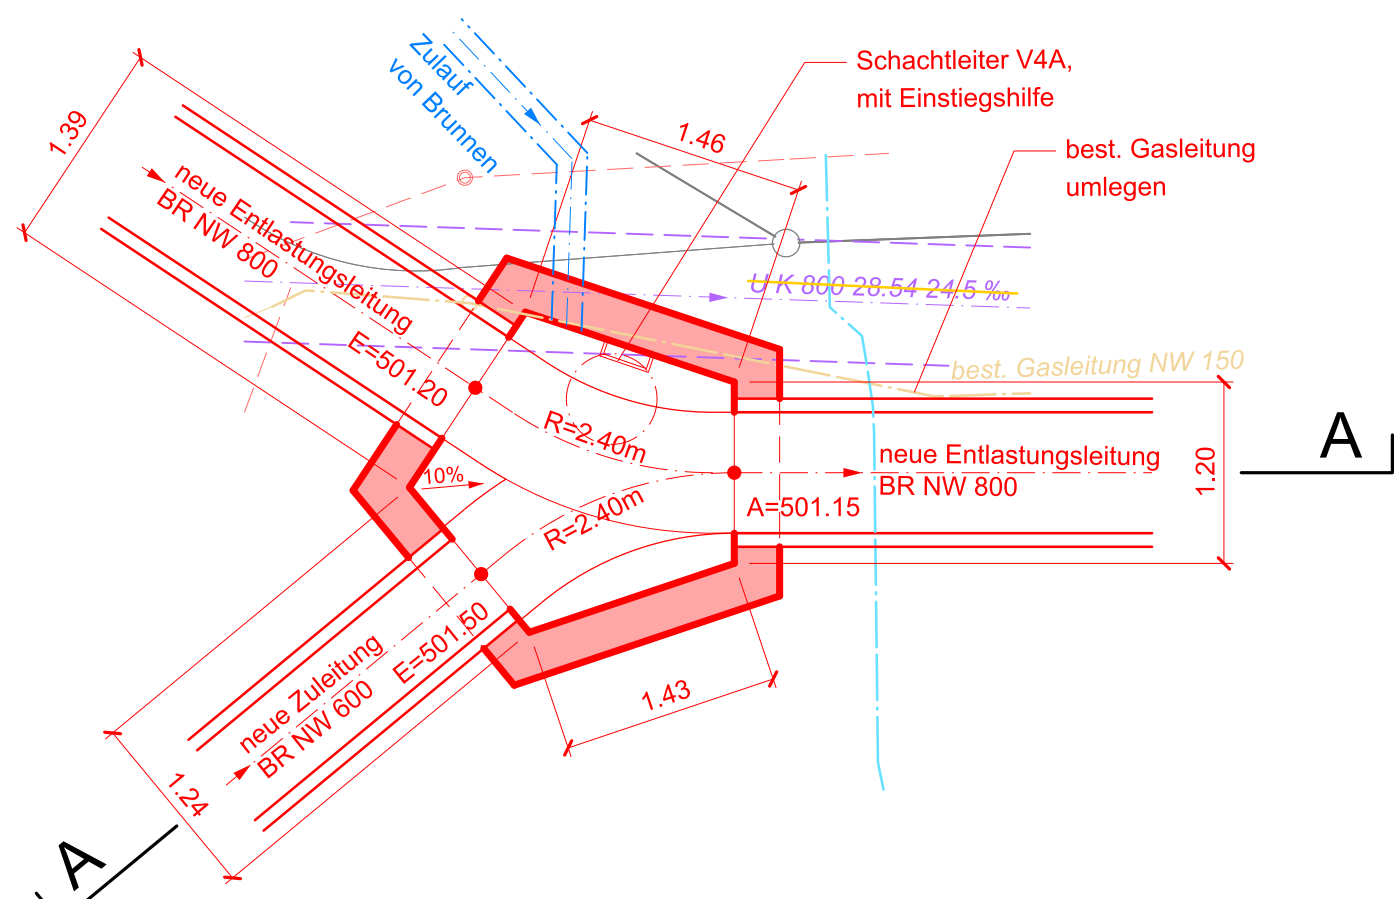 Schachtleiter V4A,
mit Einstiegshilfe
best. Gasleitung
umlegen
Zulauf
von Brunnen
1.39
1.46
neue Entlastungsleitung
BR NW 800
E=501.20
U K 800 28.54 24.5 ‰
best. Gasleitung NW 150
R=2.40m
10%
R=2.40m
neue Entlastungsleitung
BR NW 800
A=501.15
1.20
A
E=501.50
neue Zuleitung
BR NW 600
1.43
1.24
A